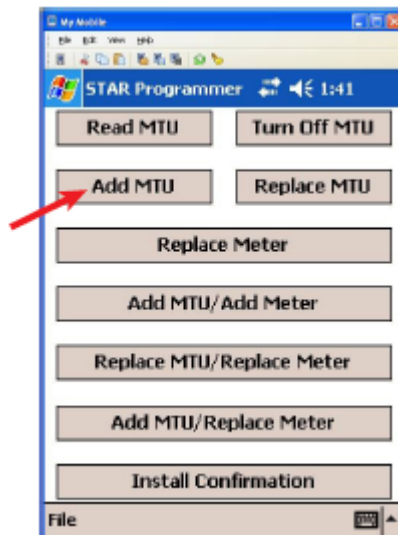 My Mobile
File Edit View Help
STAR Programmer 1:41
Read MTU Turn Off MTU
Add MTU Replace MTU
Replace Meter
Add MTU/Add Meter
Replace MTU/Replace Meter
Add MTU/Replace Meter
Install Confirmation
File